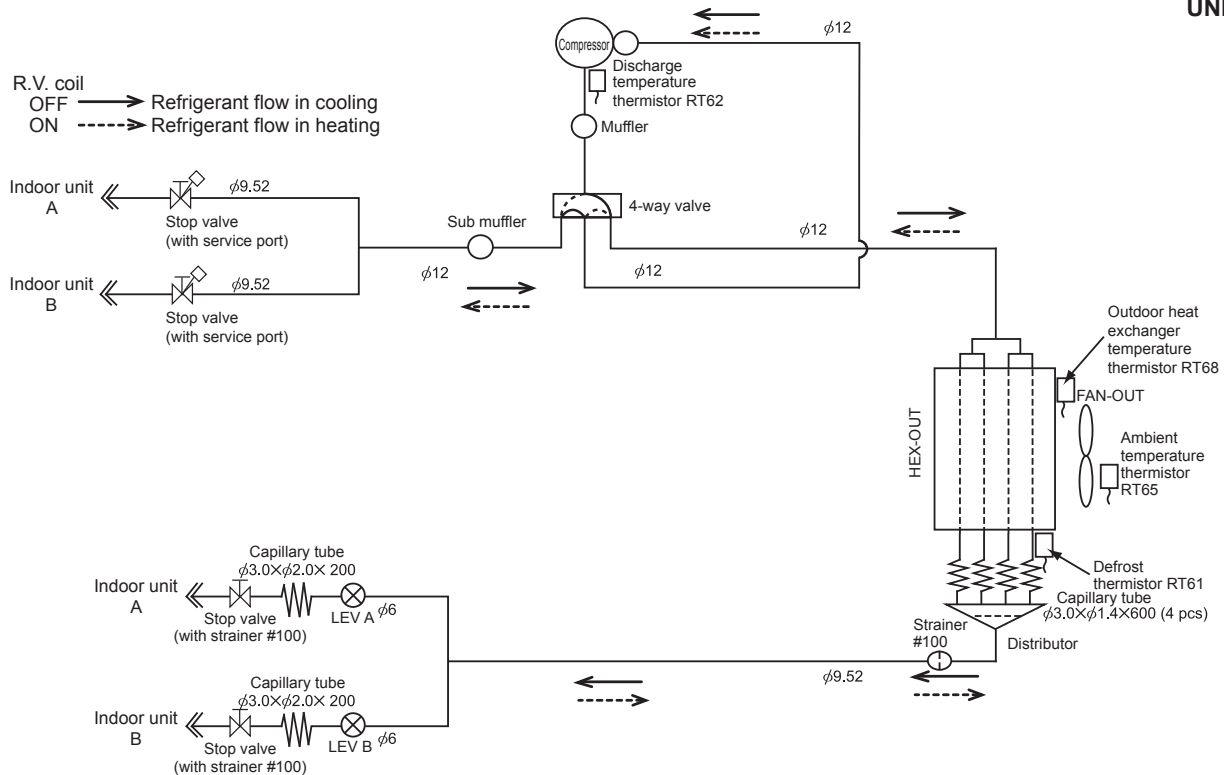 UNI
φ12
Compressor
Discharge
temperature
thermistor RT62
R.V. coil
OFF
Refrigerant flow in cooling
ON
Refrigerant flow in heating
Muffler
Indoor unit
A
φ9.52
Stop valve
(with service port)
4-way valve
Sub muffler
φ12
Indoor unit
B
φ9.52
φ12
φ12
Stop valve
(with service port)
Outdoor heat
exchanger
temperature
thermistor RT68
FAN-OUT
HEX-OUT
Ambient
temperature
thermistor
RT65
Defrost
thermistor RT61
Capillary tube
φ3.0×φ1.4×600 (4 pcs)
Distributor
Strainer
#100
φ9.52
Capillary tube
φ3.0×φ2.0× 200
Indoor unit
A
LEV A
φ6
Stop valve
(with strainer #100)
Capillary tube
φ3.0×φ2.0× 200
Indoor unit
B
LEV B
φ6
Stop valve
(with strainer #100)